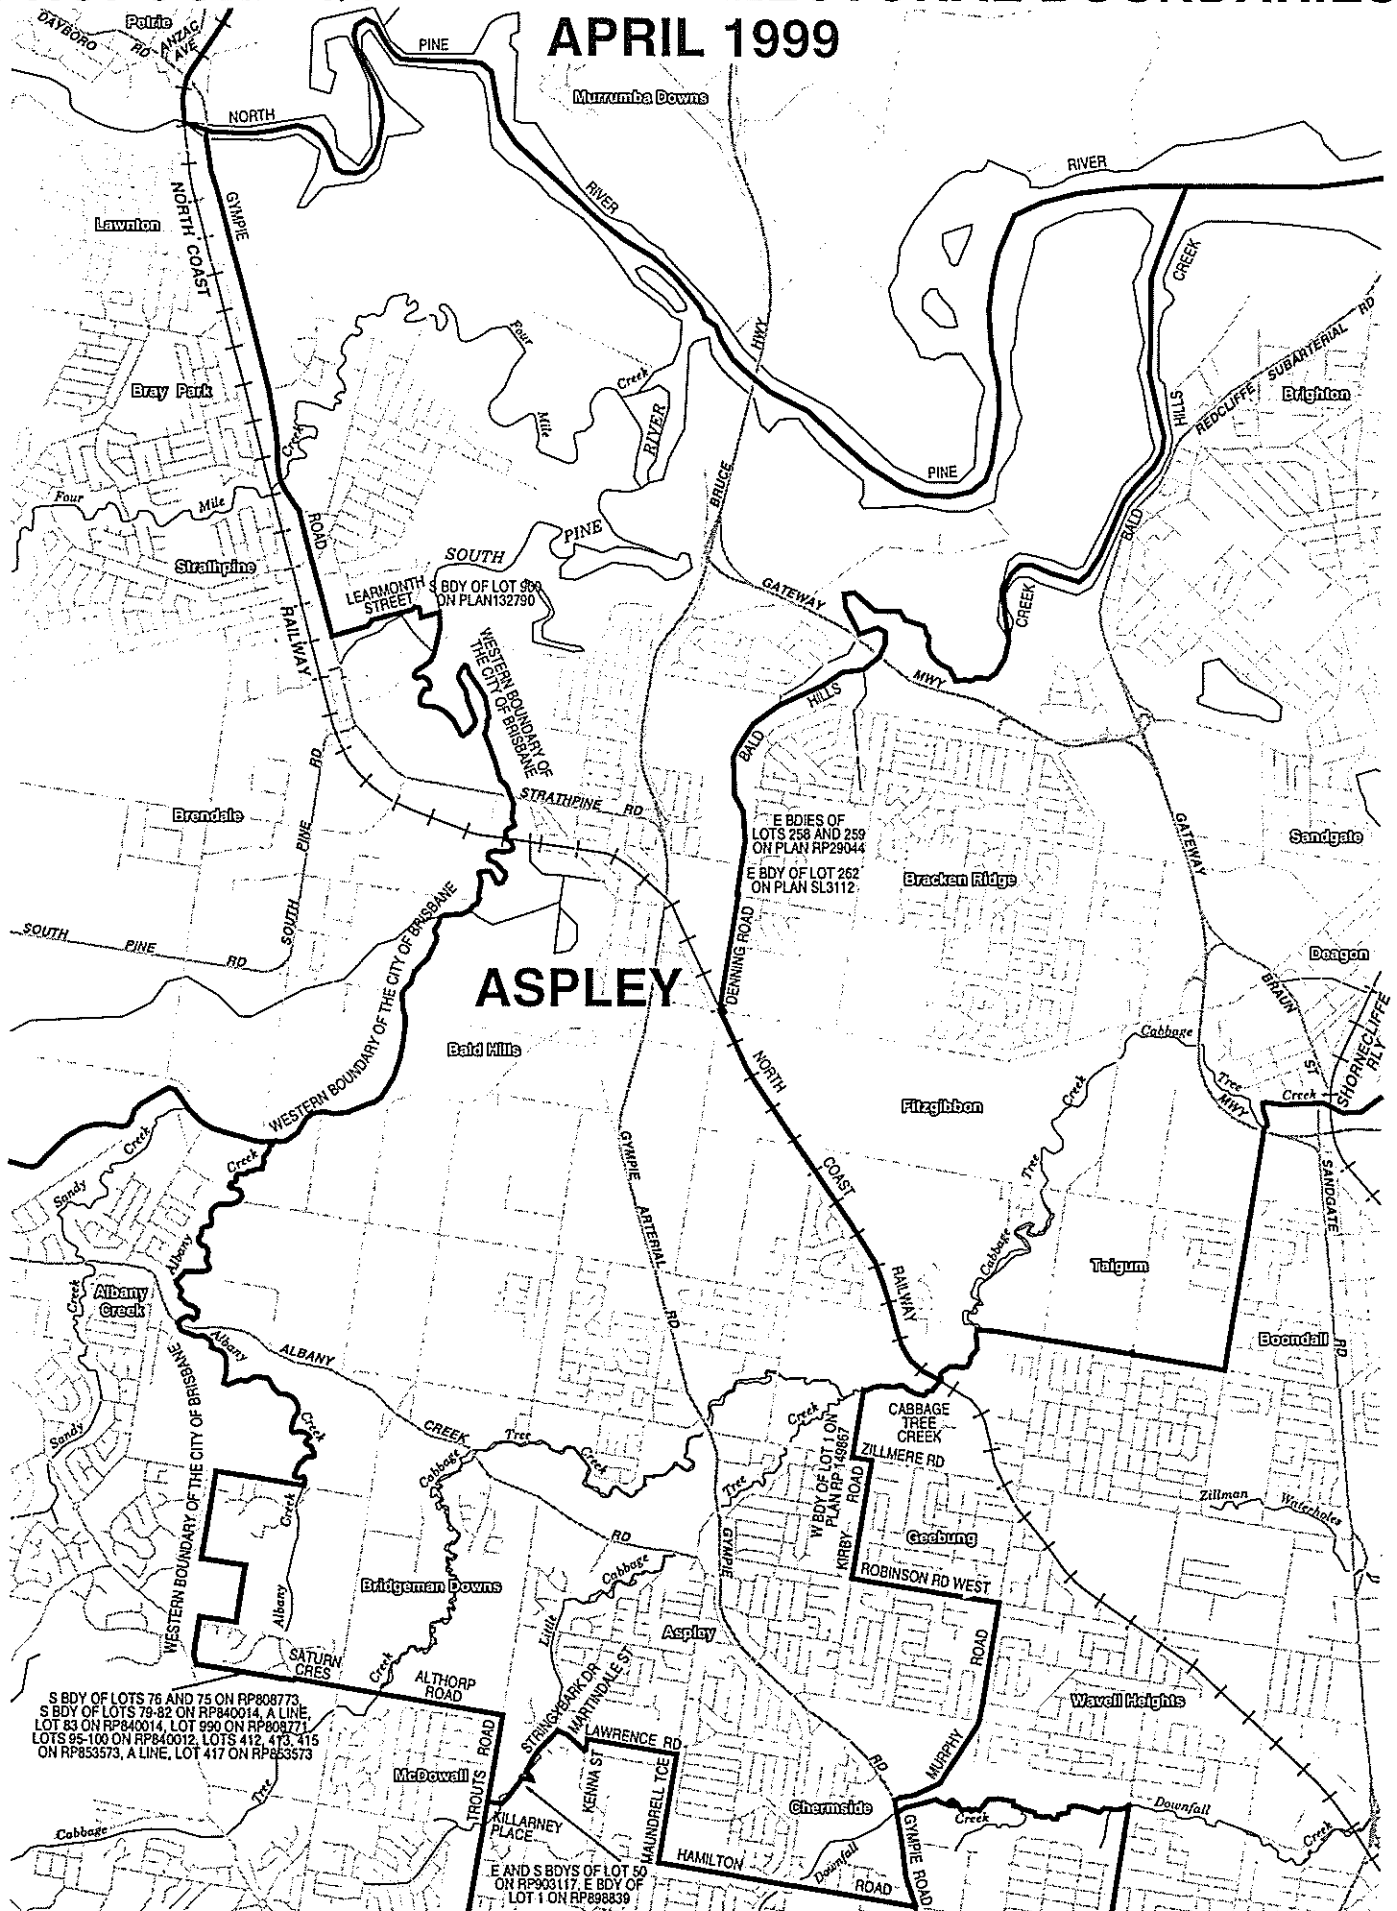 APRIL 1999
Petrie
DAYBORO
RD
ANZAC
AVE
PINE
Murrumba Downs
NORTH
RIVER
RIVER
NORTH COAST
GYMPIE
Lawnton
CREEK
Four
HWY
REDCLIFFE SUBARTERIAL RD
Creek
Bray Park
Brighton
HILLS
Mile
RIVER
Creek
BRUCE
PINE
Four
Mile
ROAD
BALD
PINE
SOUTH
Strathpine
LEARMONTH
STREET
S BDY OF LOT 900
ON PLAN132790
GATEWAY
CREEK
RAILWAY
WESTERN BOUNDARY OF
THE CITY OF BRISBANE
MWY
HILLS
BALD
RD
STRATHPINE RD
Brendale
PINE
E BDIES OF
LOTS 258 AND 259
ON PLAN RP29044
E BDY OF LOT 262
ON PLAN SL3112
GATEWAY
Sandgate
Bracken Ridge
SOUTH
SOUTH PINE RD
DENNING ROAD
Deagon
ASPLEY
BRAUN
ST
SHORNECLIFFE
RLY
WESTERN BOUNDARY OF THE CITY OF BRISBANE
Bald Hills
Cabbage
NORTH
Creek
Tree
MWY
Creek
Fitzgibbon
Creek
Sandy
Creek
GYMPIE
COAST
Tree
SANDGATE
Albany
ARTERIAL
Cabbage
Taigum
Albany
Creek
Creek
RAILWAY
RD
Boondall
RD
Albany
ALBANY
Sandy
WESTERN BOUNDARY OF THE CITY OF BRISBANE
Creek
CREEK
Tree
Cabbage
Creek
Creek
CABBAGE
TREE
CREEK
W BDY OF LOT 1 ON
PLAN RP 149867
ZILLMERE RD
Tree
ROAD
KIRBY
Zillman Waterholes
Creek
RD
GYMPIE
Geebung
Bridgeman Downs
Cabbage
ROBINSON RD WEST
Albany
Little
Aspley
ROAD
SATURN
CRES
Creek
ALTHORP
ROAD
STRINGYBARK DR
MARTINDALE ST
Wavell Heights
S BDY OF LOTS 76 AND 75 ON RP808773,
S BDY OF LOTS 79-82 ON RP840014, A LINE,
LOT 83 ON RP840014, LOT 990 ON RP808771,
LOTS 95-100 ON RP840012, LOTS 412, 413, 415
ON RP853573, A LINE, LOT 417 ON RP853573
LAWRENCE RD
MURPHY
RD
McDowall
TROUTS ROAD
KENNA ST
MAUNDRELL TCE
Chermside
Tree
Cabbage
KILLARNEY
PLACE
Downfall
Creek
Creek
GYMPIE ROAD
HAMILTON
ROAD
Downfall
E AND S BDYS OF LOT 50
ON RP903117, E BDY OF
LOT 1 ON RP898839